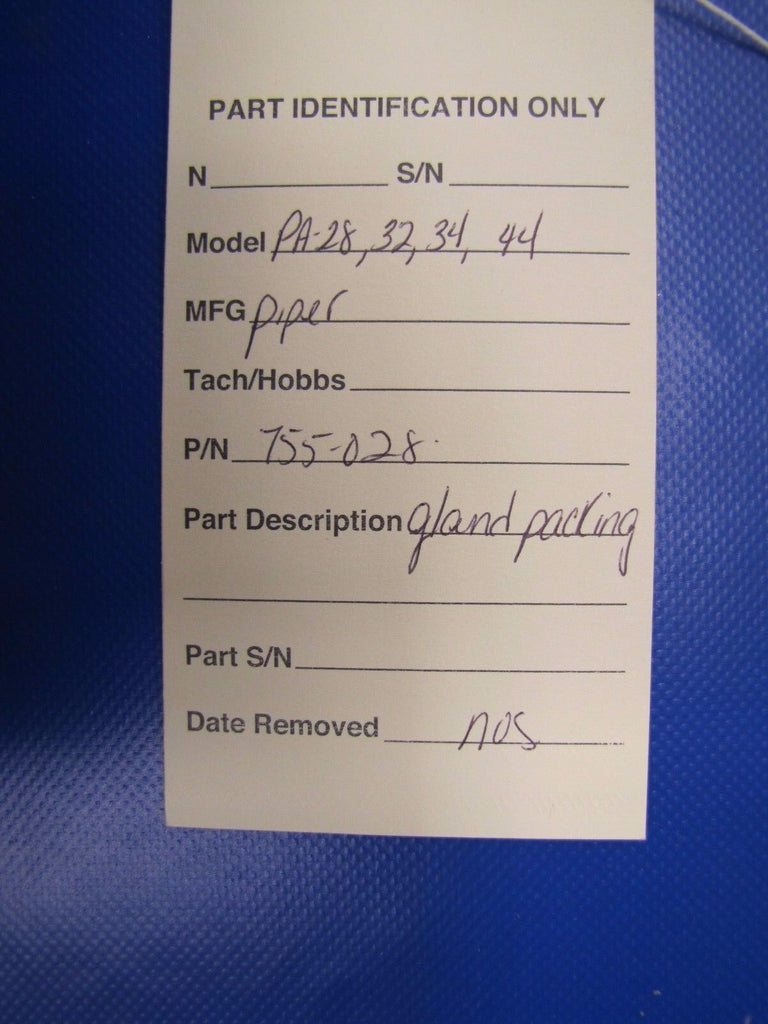 PART IDENTIFICATION ONLY
N S/N
Model PA-28, 32, 34, 44
MFG piper
Tach/Hobbs
P/N 755-028
Part Description gland packing
Part S/N
Date Removed nos